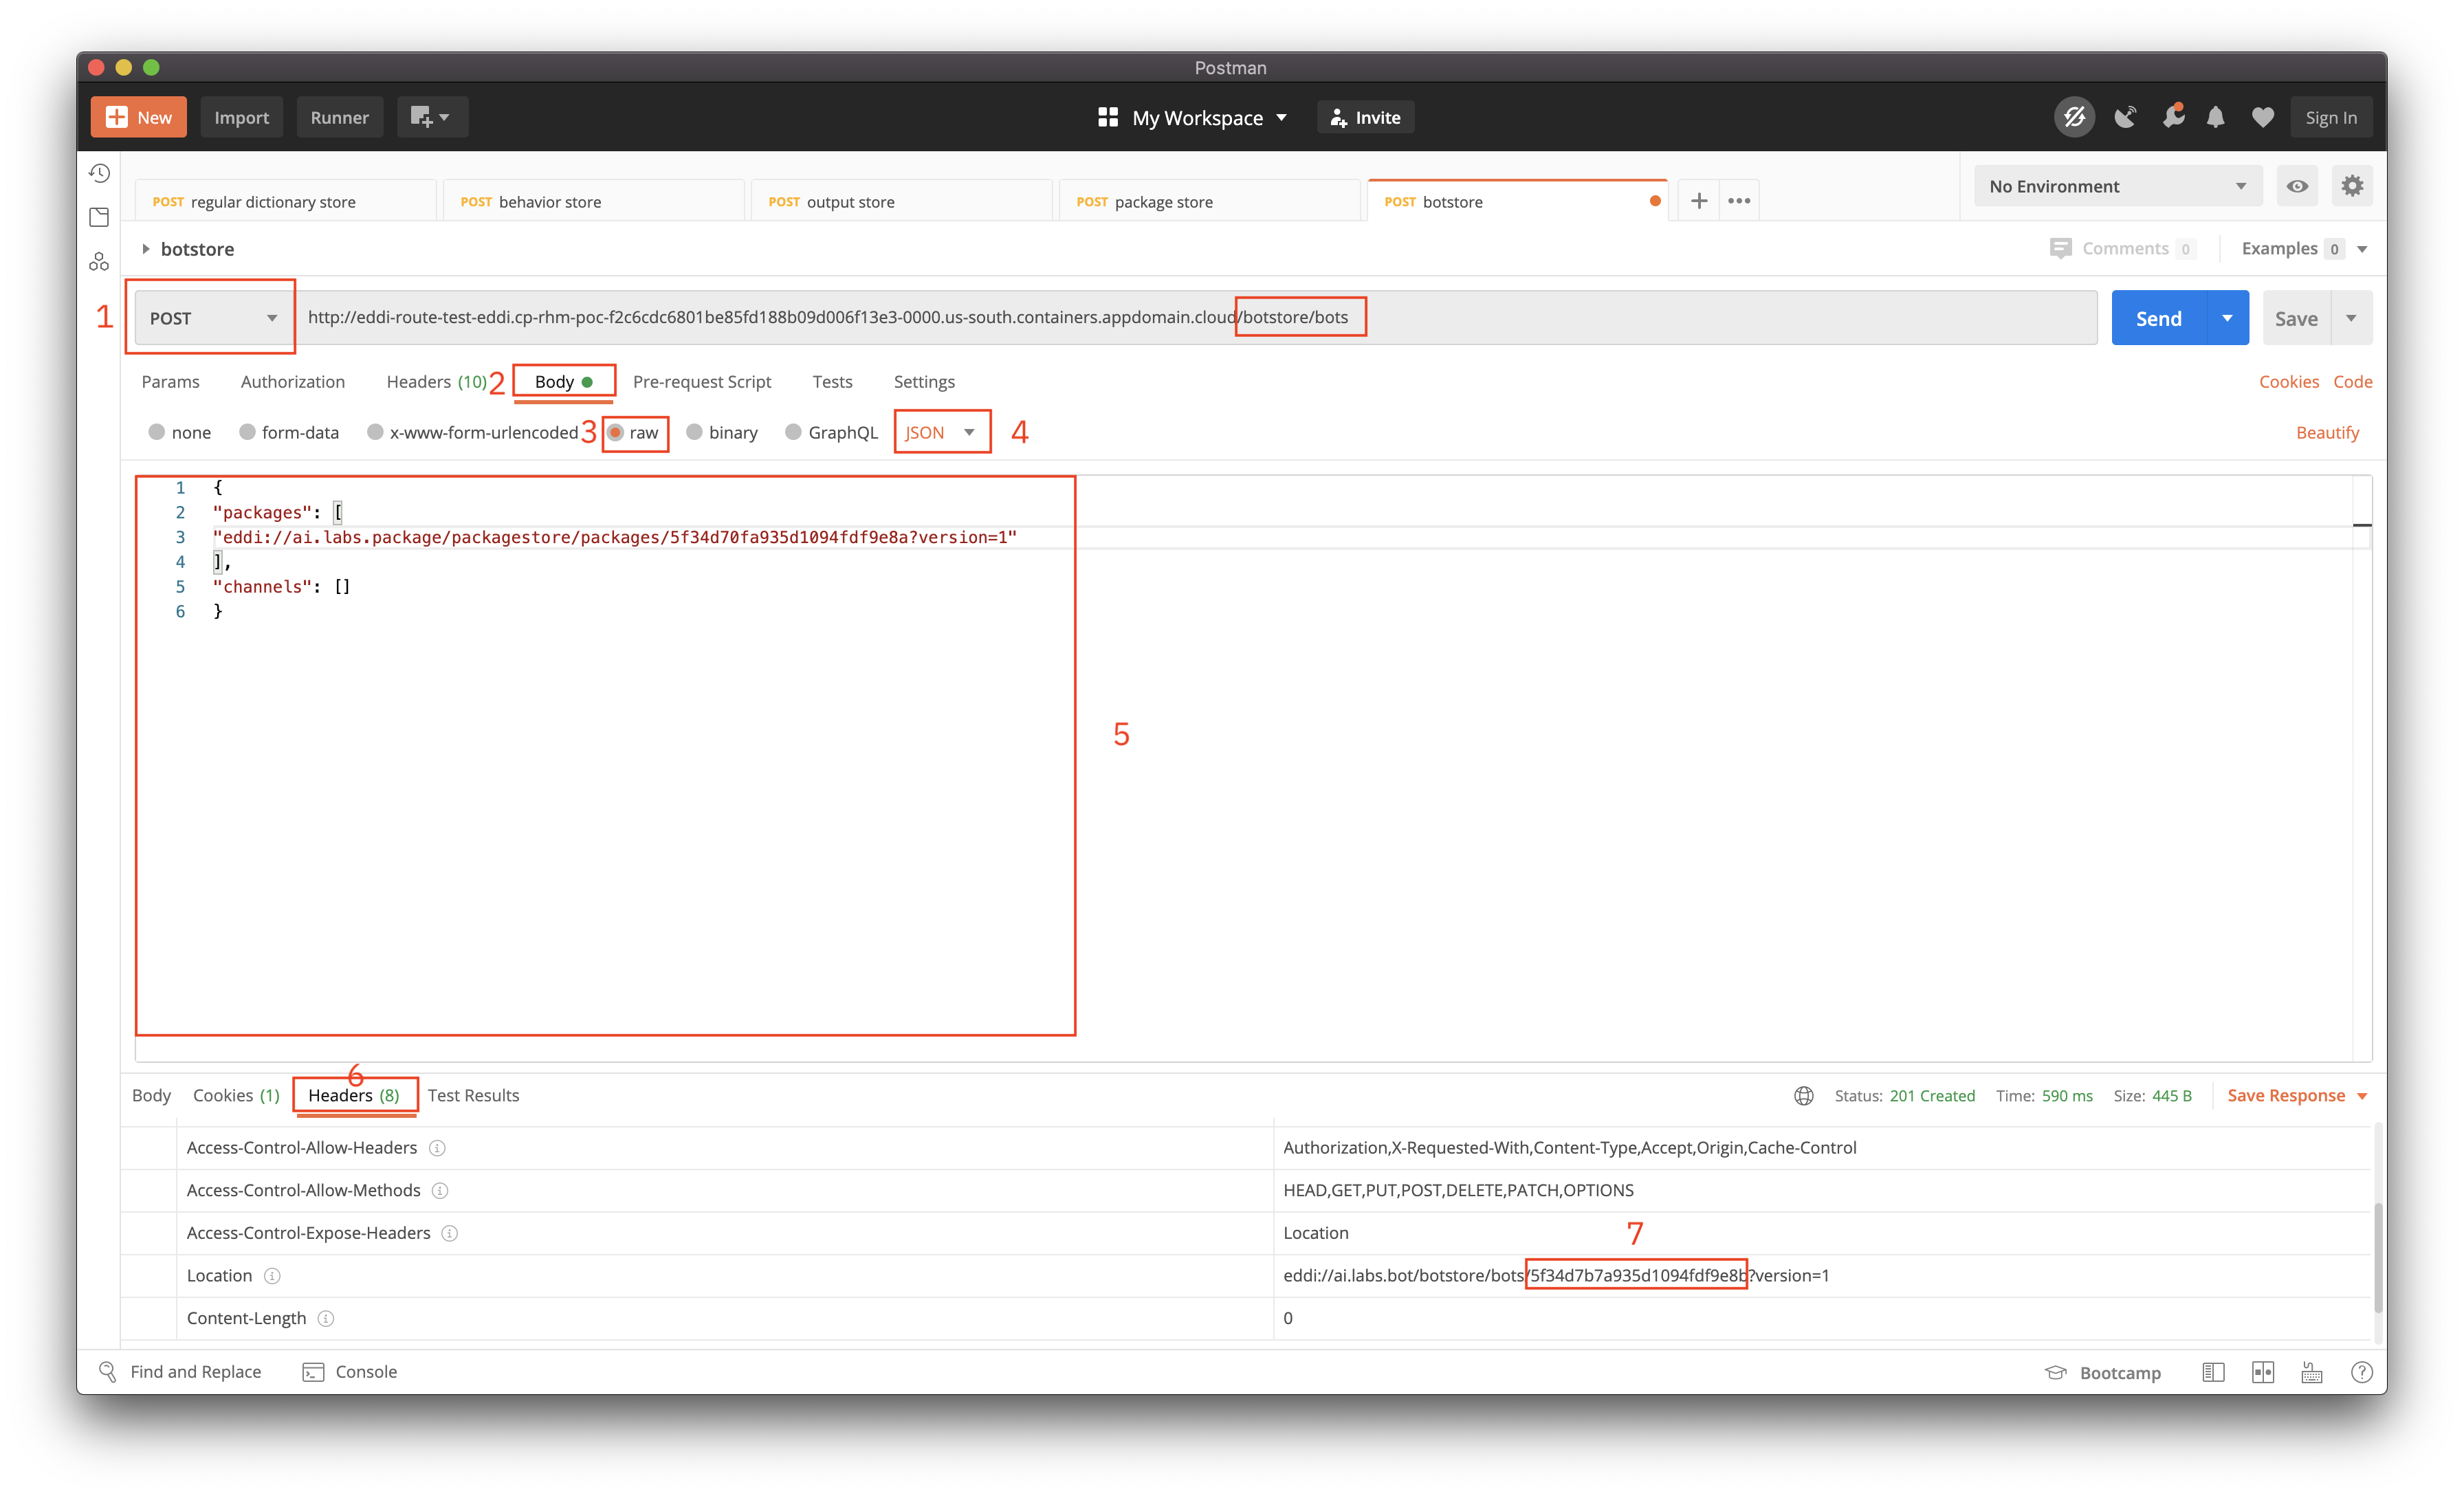 Postman
New
Import
Runner
My Workspace
Invite
Sign In
POST regular dictionary store
POST behavior store
POST output store
POST package store
POST botstore
No Environment
botstore
Comments 0
Examples 0
1
POST
http://eddi-route-test-eddi.cp-rhm-poc-f2c6cdc6801be85fd188b09d006f13e3-0000.us-south.containers.appdomain.cloud/botstore/bots
Send
Save
Params
Authorization
Headers (10)
2
Body
Pre-request Script
Tests
Settings
Cookies
Code
none
form-data
x-www-form-urlencoded
3
raw
binary
GraphQL
JSON
4
Beautify
1 {
2 "packages": [
3 "eddi://ai.labs.package/packagestore/packages/5f34d70fa935d1094fdf9e8a?version=1"
4 ],
5 "channels": []
6 }
5
6
Body
Cookies (1)
Headers (8)
Test Results
Status: 201 Created
Time: 590 ms
Size: 445 B
Save Response
Access-Control-Allow-Headers
Authorization,X-Requested-With,Content-Type,Accept,Origin,Cache-Control
Access-Control-Allow-Methods
HEAD,GET,PUT,POST,DELETE,PATCH,OPTIONS
Access-Control-Expose-Headers
Location
7
Location
eddi://ai.labs.bot/botstore/bots/5f34d7b7a935d1094fdf9e8b?version=1
Content-Length
0
Find and Replace
Console
Bootcamp